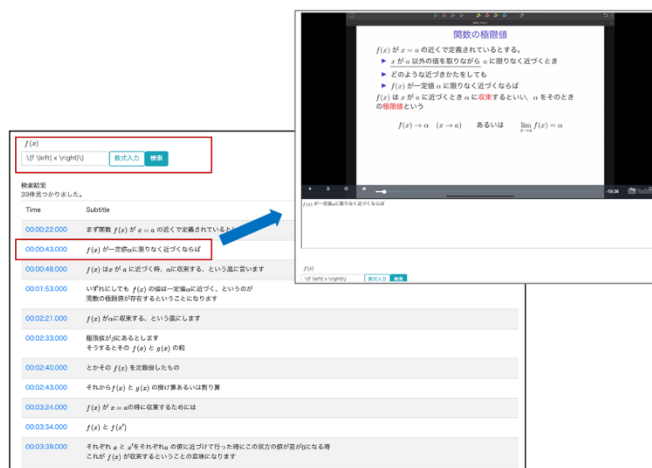 関数の極限値
f(x) が x = a の近くで定義されているとする。
▶ x が a 以外の値を取りながら a に限りなく近づくとき
▶ どのような近づきかたをしても
▶ f(x) が一定値 α に限りなく近づくならば
f(x) は x が a に近づくとき α に収束するといい、α をそのとき
の極限値という
f(x) → α (x → a) あるいは lim f(x) = α
x→a
-19:39
f(x) が一定値αに限りなく近づくならば
f(x)
\(f \left( x \right)\) 数式入力 検索
f(x)
\(f \left( x \right)\) 数式入力 検索
検索結果
39件見つかりました。
Time Subtitle
00:00:22.000 まず関数 f(x) が x = a の近くで定義されているとし
00:00:43.000 f(x) が一定値αに限りなく近づくならば
00:00:48.000 f(x) はx が a に近づく時、αに収束する、という風に言います
00:01:53.000 いずれにしても f(x) の値は一定値αに近づく、というのが
関数の極限値が存在するということになります
00:02:21.000 f(x) がαに収束する、という風にします
00:02:33.000 極限値がβにあるとします
そうするとその f(x) と g(x) の和
00:02:40.000 とかその f(x) を定数倍したもの
00:02:43.000 それから f(x) と g(x) の掛け算あるいは割り算
00:03:24.000 f(x) が x = aの時に収束するためには
00:03:34.000 f(x) と f(x′)
00:03:39.000 それぞれ x と x′をそれぞれa の値に近づけて行った時にこの双方の値が差が0になる時
これが f(x) が収束するということの意味になります